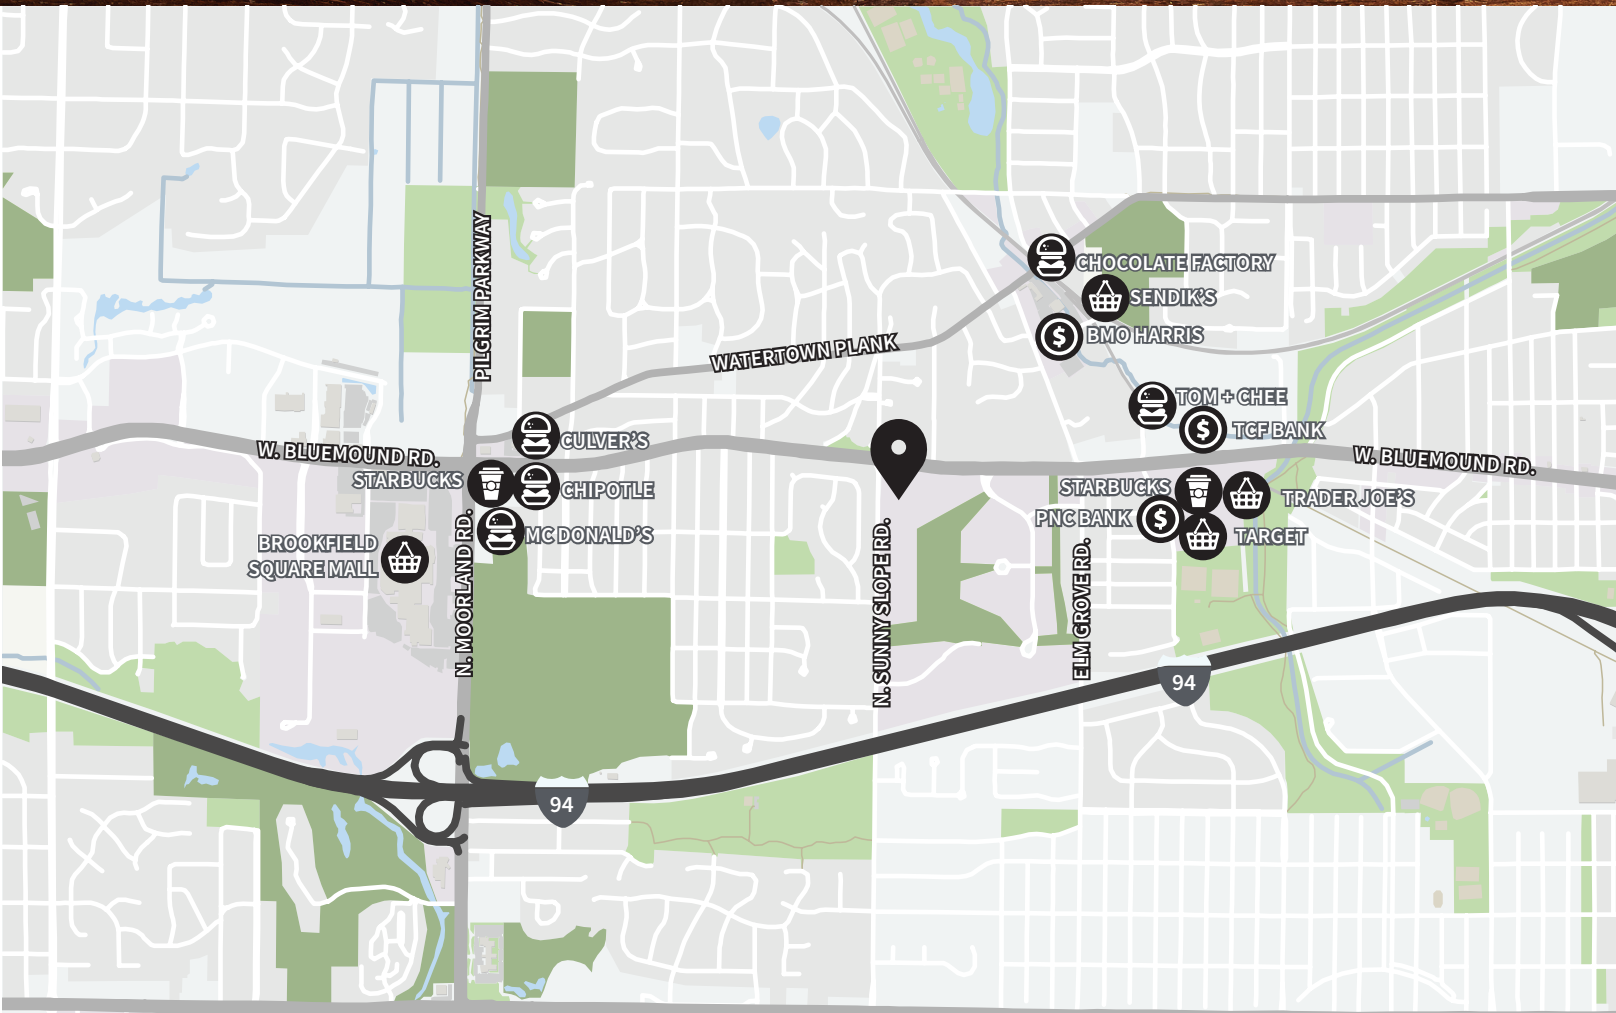 PILGRIM PARKWAY
CHOCOLATE FACTORY
SENDIK'S
BMO HARRIS
WATERTOWN PLANK
TOM + CHEE
TCF BANK
CULVER'S
W. BLUEMOUND RD.
W. BLUEMOUND RD.
STARBUCKS
CHIPOTLE
STARBUCKS
TRADER JOE'S
PNC BANK
MC DONALD'S
TARGET
BROOKFIELD
SQUARE MALL
N. MOORLAND RD.
N. SUNNY SLOPE RD.
ELM GROVE RD.
94
94